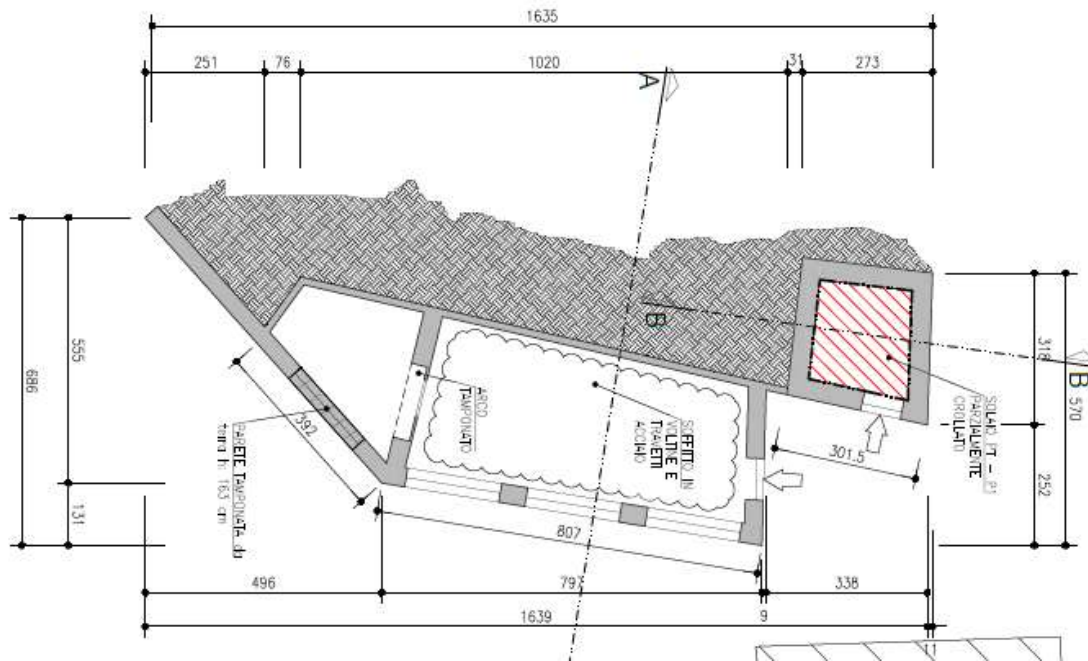 1635
251
76
1020
31
273
A
B
B
318
570
252
555
686
131
392
807
301.5
ARCO
TAMPONATO
SOFFITTO IN
VOLTINE E
TRAVETTI
ACCIAIO
SOLAIO PT - P1
PARZIALMENTE
CROLLATO
PARETE TAMPONATA da
terra h: 163 cm
496
797
9
338
1639
11